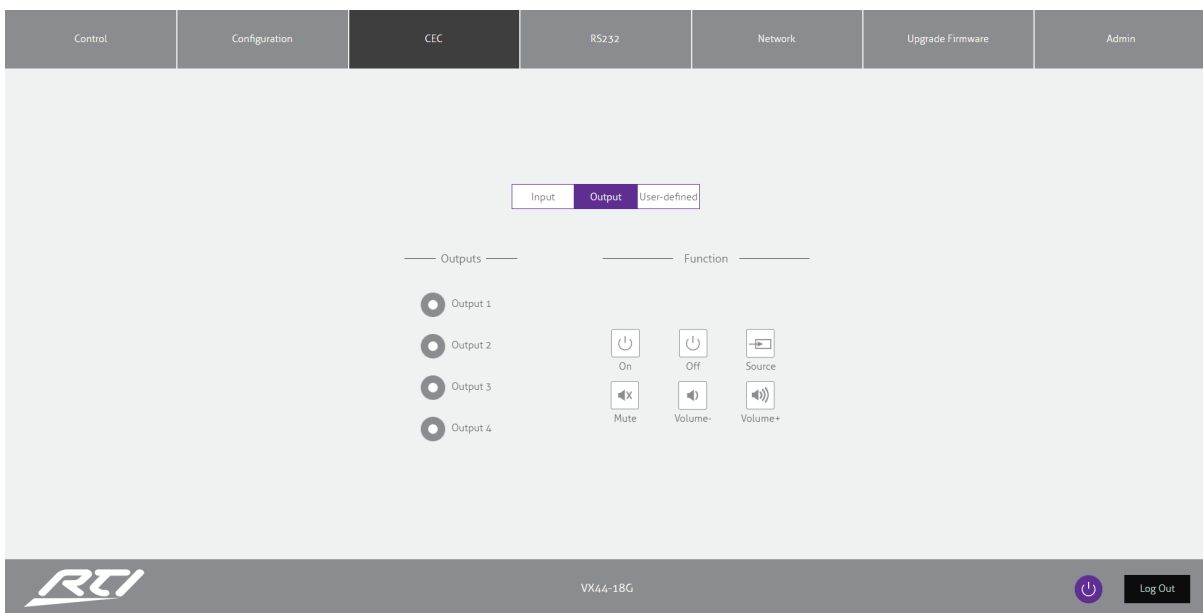 Control Configuration CEC RS232 Network Upgrade Firmware Admin
Input Output User-defined
Outputs Function
Output 1
Output 2
Output 3
Output 4
On Off Source
Mute Volume- Volume+
RTI VX44-18G Log Out